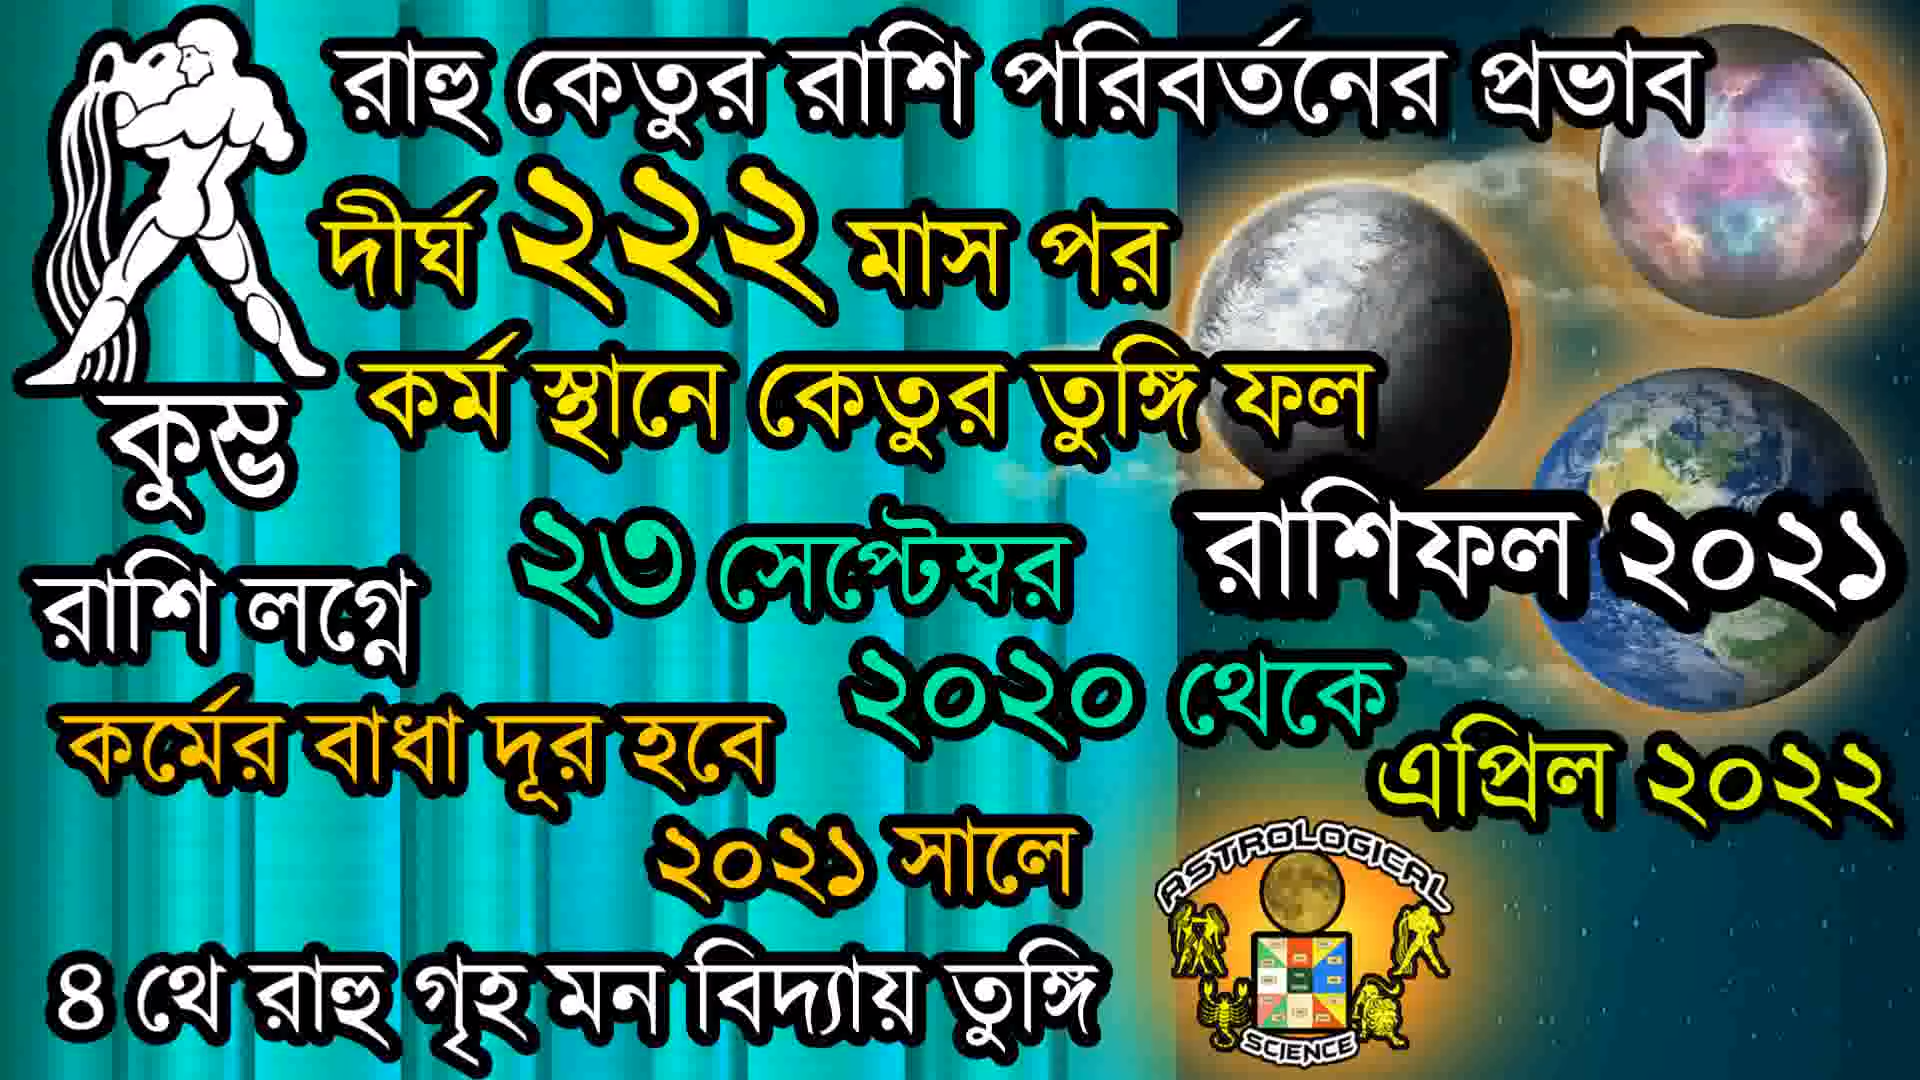 রাহু কেতুর রাশি পরিবর্তনের প্রভাব
দীর্ঘ ২২২ মাস পর
কর্ম স্থানে কেতুর তুঙ্গি ফল
কুম্ভ
রাশি লগ্নে
২৩ সেপ্টেম্বর
রাশিফল ২০২১
২০২০ থেকে
এপ্রিল ২০২২
কর্মের বাধা দূর হবে
২০২১ সালে
৪ থে রাহু গৃহ মন বিদ্যায় তুঙ্গি
ASTROLOGICAL
SCIENCE